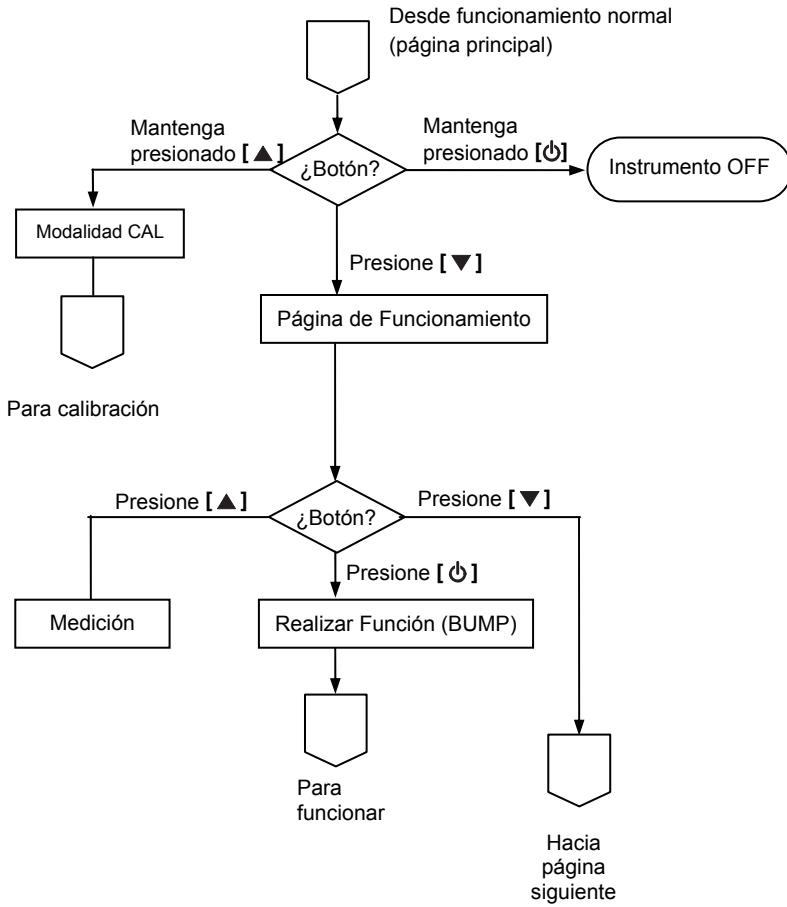 Desde funcionamiento normal
(página principal)
Mantenga
presionado [▲]
Mantenga
presionado [⏻]
¿Botón?
Instrumento OFF
Modalidad CAL
Presione [▼]
Página de Funcionamiento
Para calibración
Presione [▲]
¿Botón?
Presione [▼]
Presione [⏻]
Medición
Realizar Función (BUMP)
Para
funcionar
Hacia
página
siguiente